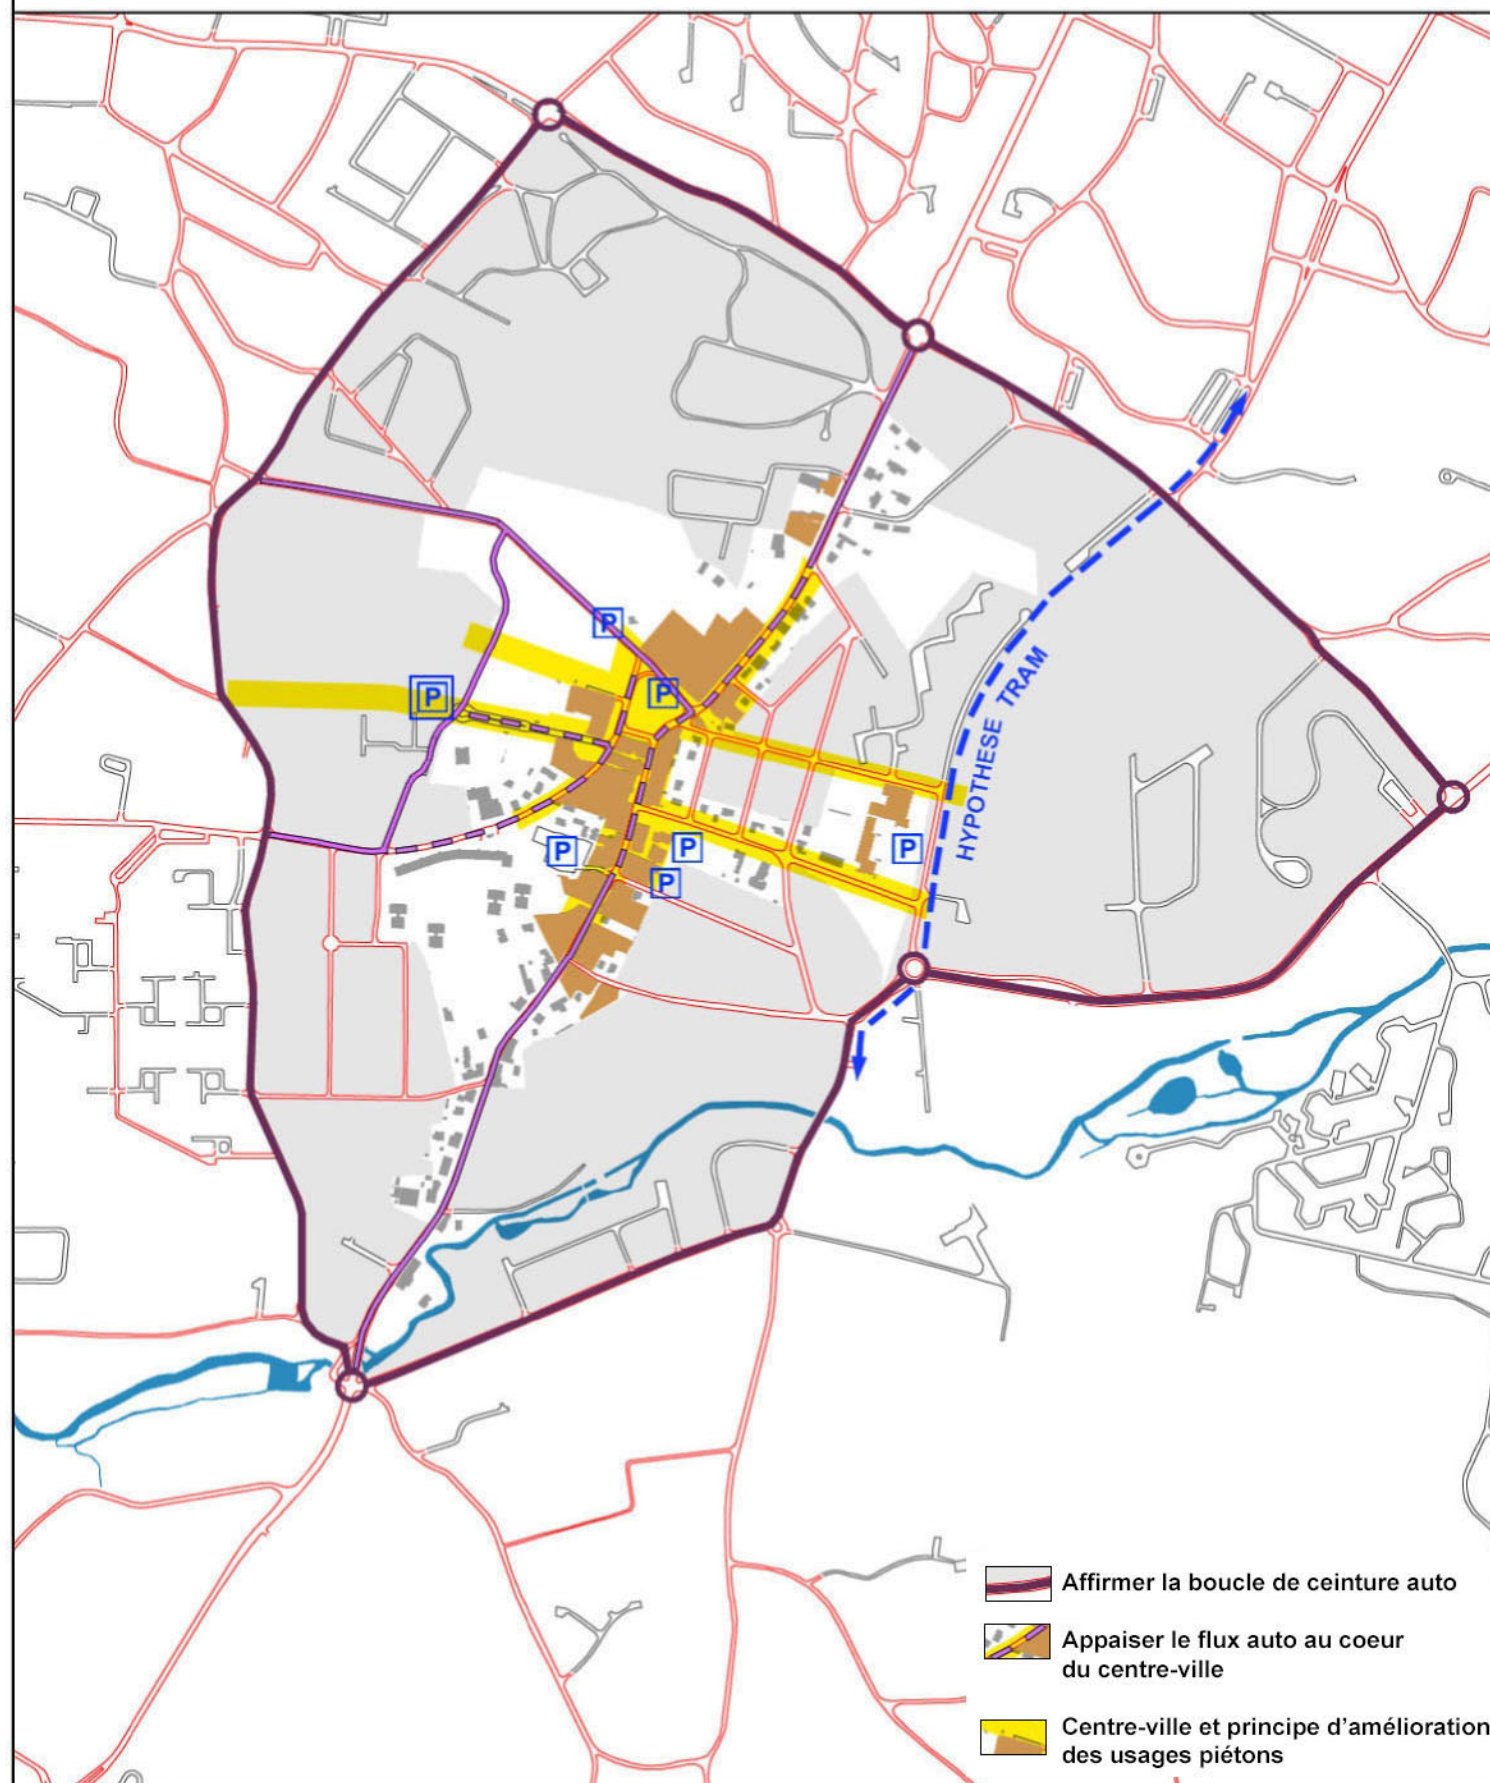 P
P
P
HYPOTHESE TRAM
P
P
P
P
Affirmer la boucle de ceinture auto
Appaiser le flux auto au coeur
du centre-ville
Centre-ville et principe d'amélioration
des usages piétons